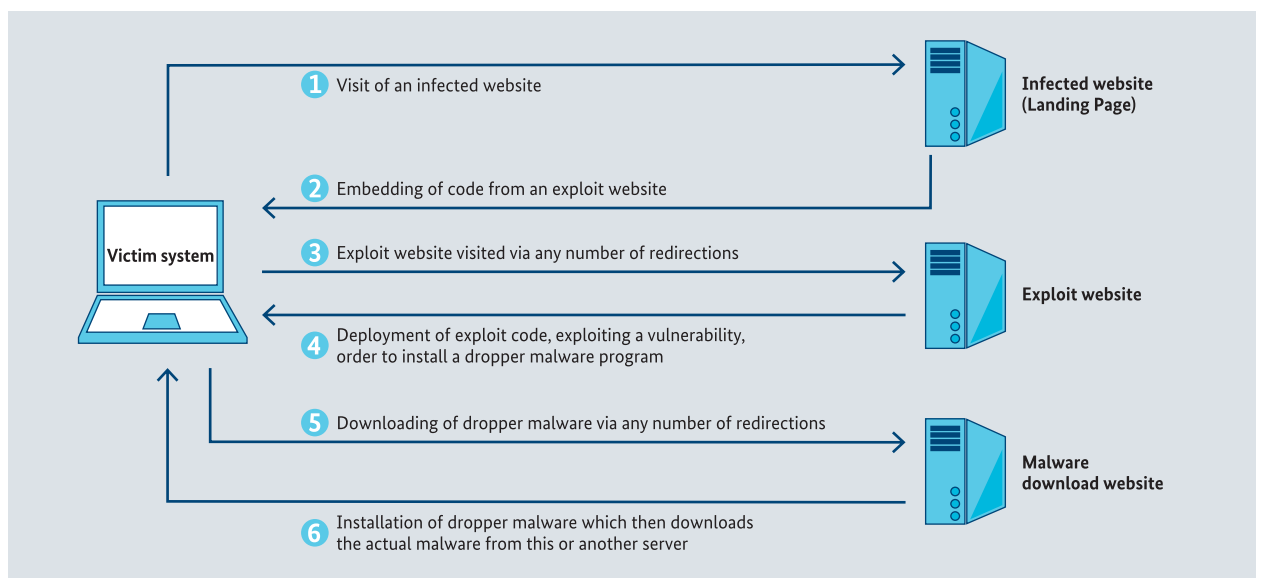 1 Visit of an infected website
Infected website
(Landing Page)
2 Embedding of code from an exploit website
Victim system
3 Exploit website visited via any number of redirections
Exploit website
4 Deployment of exploit code, exploiting a vulnerability,
order to install a dropper malware program
5 Downloading of dropper malware via any number of redirections
Malware
download website
6 Installation of dropper malware which then downloads
the actual malware from this or another server